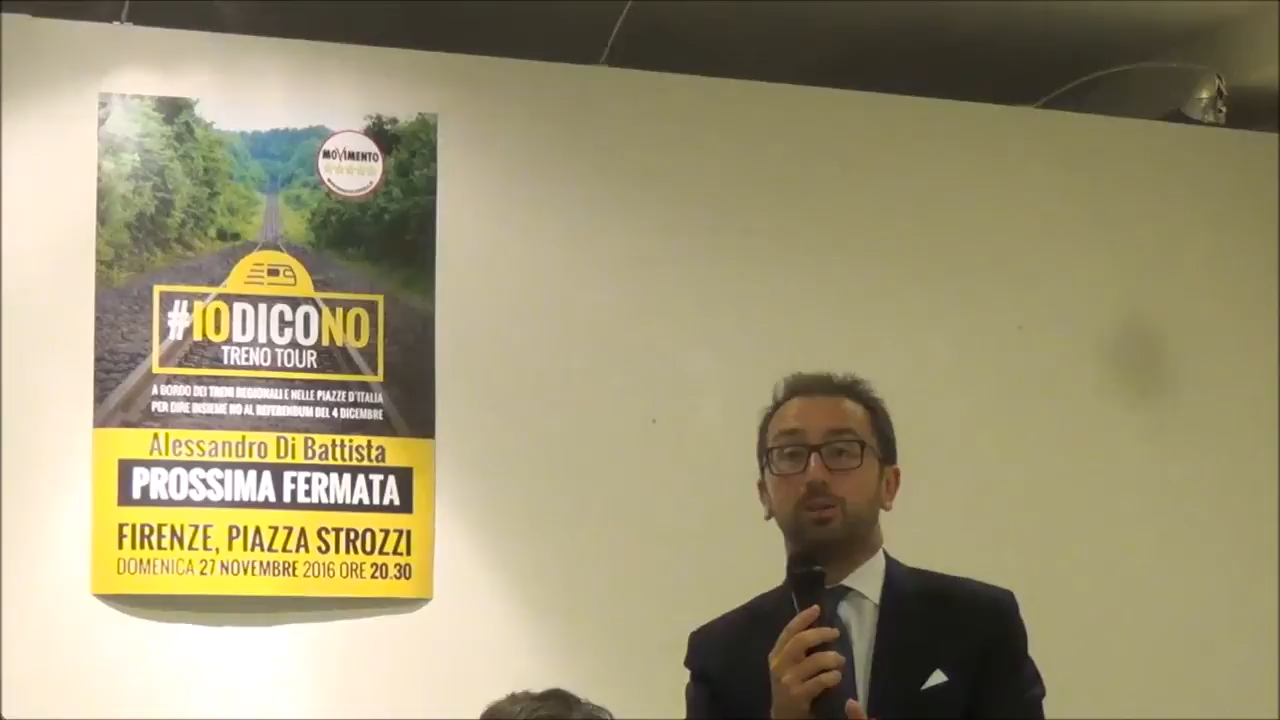 MOVIMENTO
#IODICONO
TRENO TOUR
A BORDO DEI TRENI REGIONALI E NELLE PIAZZE D'ITALIA
PER DIRE INSIEME NO AL REFERENDUM DEL 4 DICEMBRE
Alessandro Di Battista
PROSSIMA FERMATA
FIRENZE, PIAZZA STROZZI
DOMENICA 27 NOVEMBRE 2016 ORE 20.30